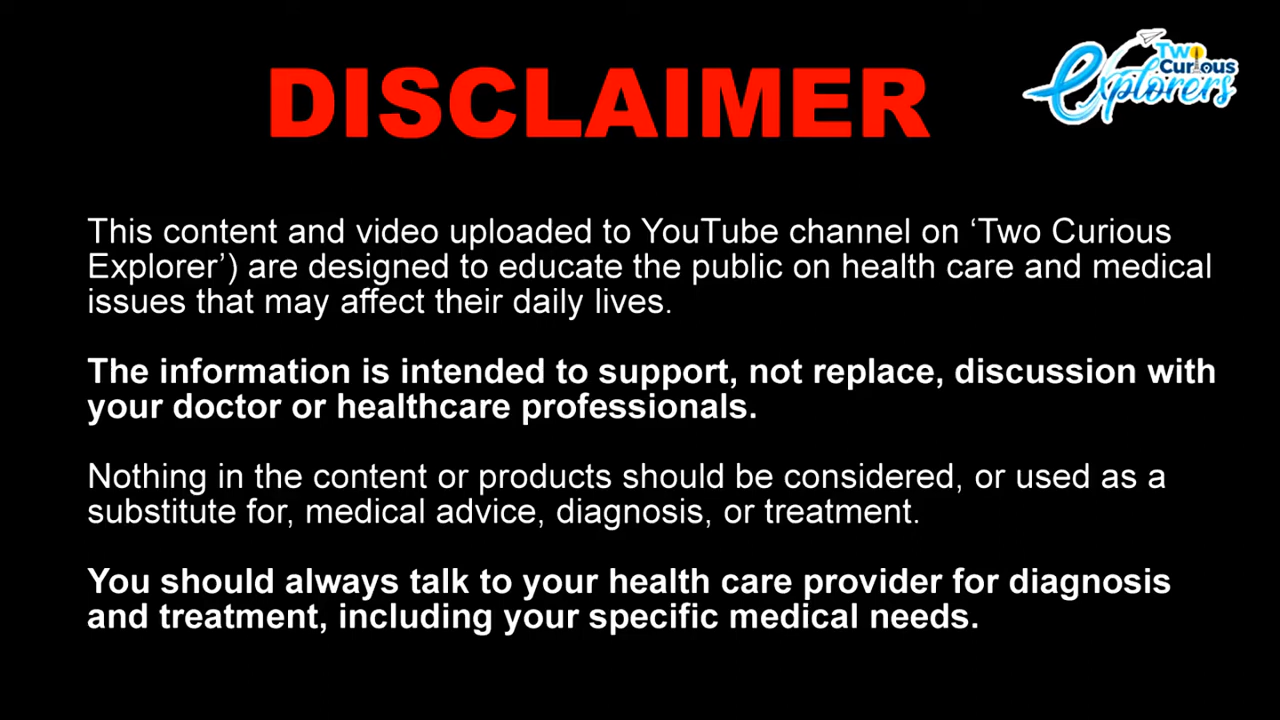 DISCLAIMER
Two
Curious
explorers
This content and video uploaded to YouTube channel on ‘Two Curious
Explorer’) are designed to educate the public on health care and medical
issues that may affect their daily lives.
The information is intended to support, not replace, discussion with
your doctor or healthcare professionals.
Nothing in the content or products should be considered, or used as a
substitute for, medical advice, diagnosis, or treatment.
You should always talk to your health care provider for diagnosis
and treatment, including your specific medical needs.